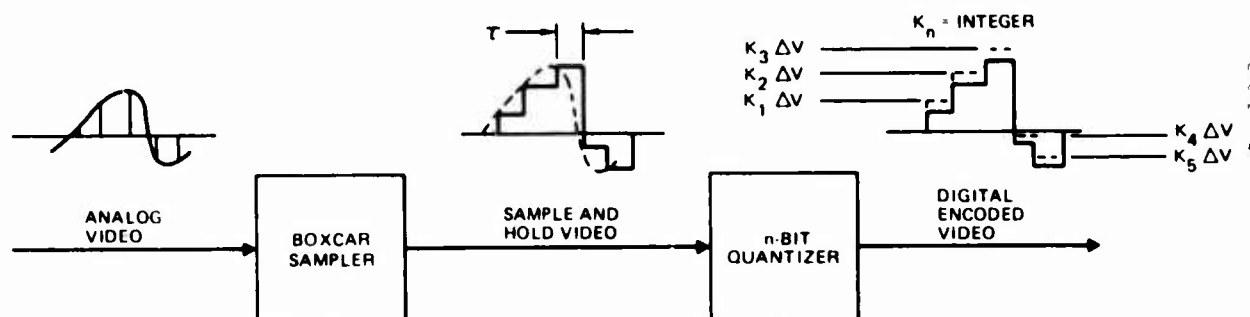 τ
K_n = INTEGER
K_3 ΔV
K_2 ΔV
K_1 ΔV
K_4 ΔV
K_5 ΔV
ANALOG
VIDEO
BOXCAR
SAMPLER
SAMPLE AND
HOLD VIDEO
n-BIT
QUANTIZER
DIGITAL
ENCODED
VIDEO